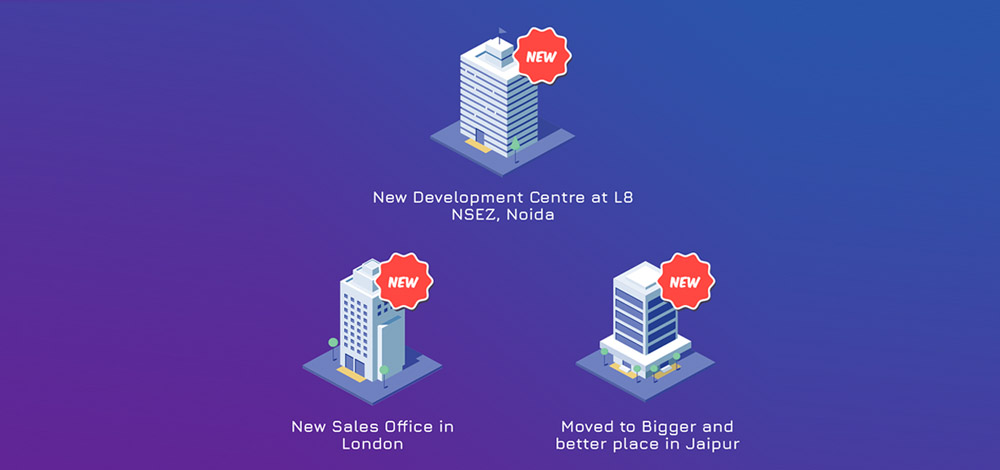 NEW
New Development Centre at L8
NSEZ, Noida
NEW
NEW
New Sales Office in
London
Moved to Bigger and
better place in Jaipur